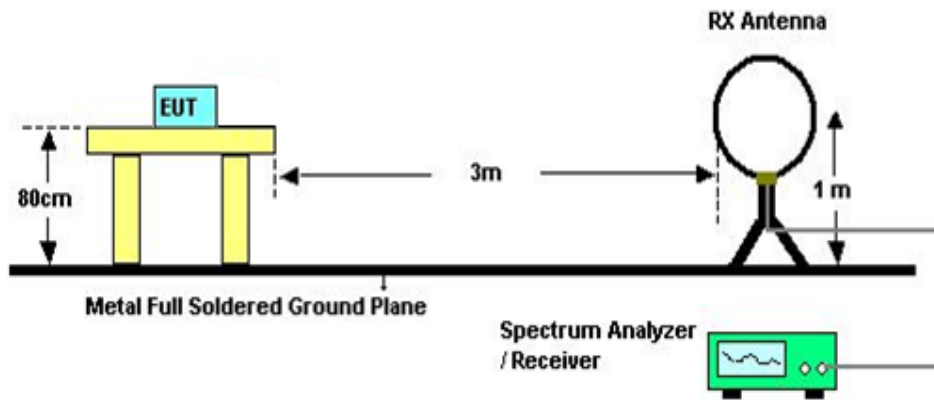 RX Antenna
EUT
3m
80cm
1 m
Metal Full Soldered Ground Plane
Spectrum Analyzer
/ Receiver